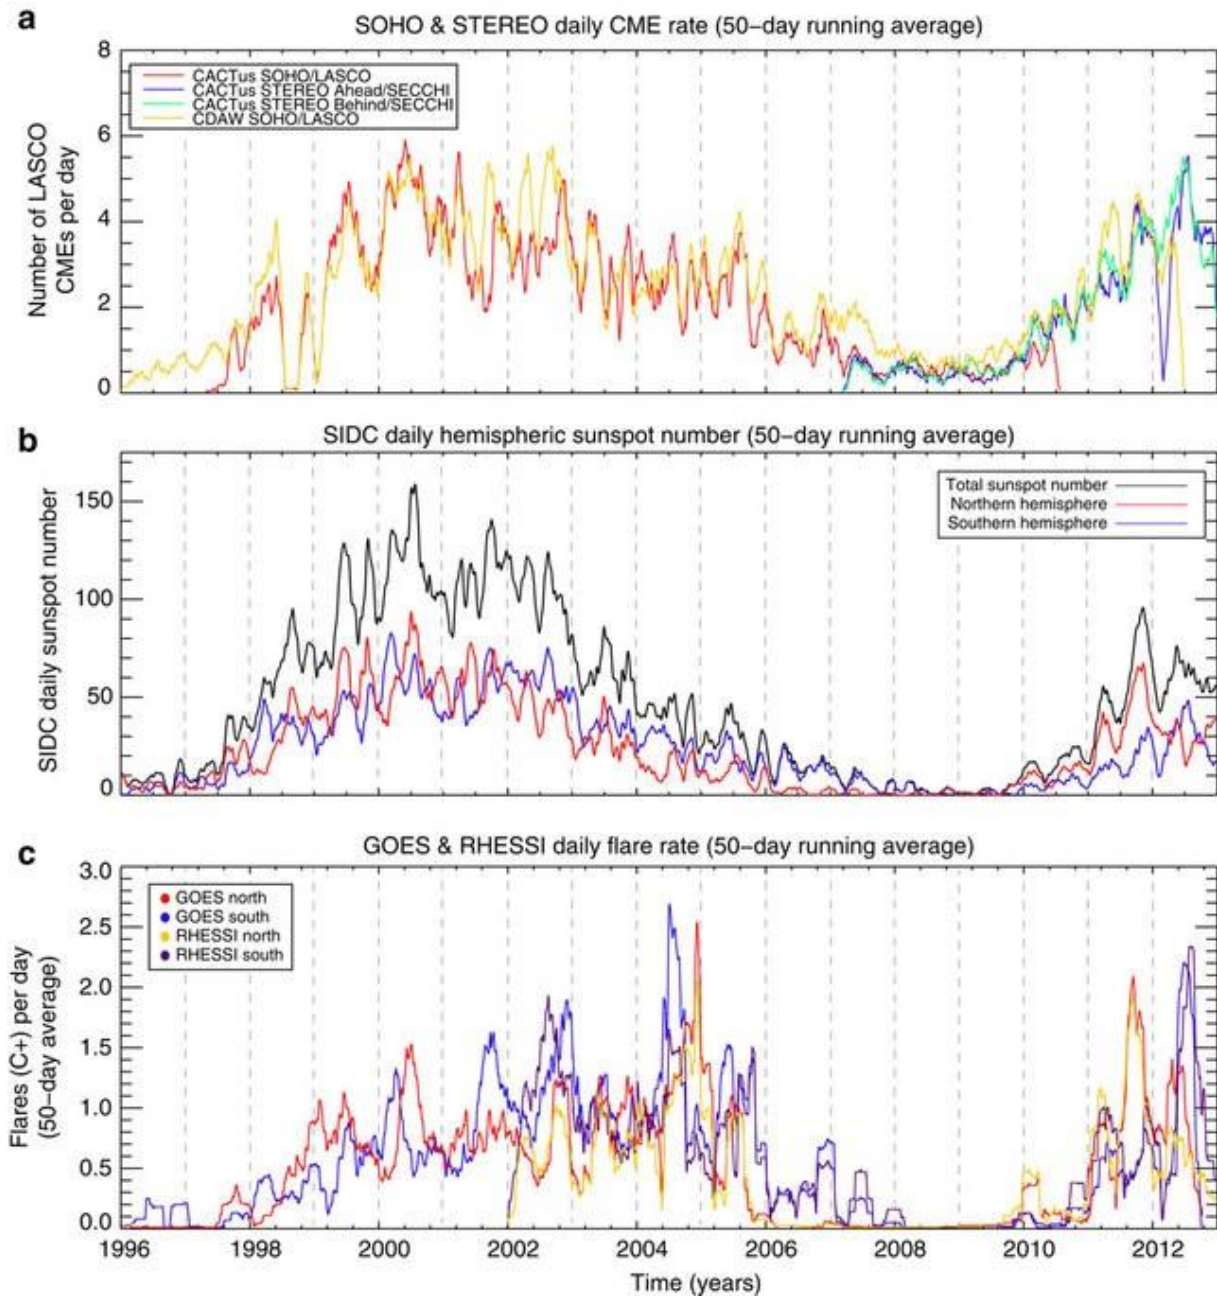 a
SOHO & STEREO daily CME rate (50-day running average)
8
6
4
2
0
Number of LASCO
CMEs per day
CACTus SOHO/LASCO
CACTus STEREO Ahead/SECCHI
CACTus STEREO Behind/SECCHI
CDAW SOHO/LASCO
b
SIDC daily hemispheric sunspot number (50-day running average)
150
100
50
0
SIDC daily sunspot number
Total sunspot number
Northern hemisphere
Southern hemisphere
c
GOES & RHESSI daily flare rate (50-day running average)
3.0
2.5
2.0
1.5
1.0
0.5
0.0
Flares (C+) per day
(50-day average)
GOES north
GOES south
RHESSI north
RHESSI south
1996 1998 2000 2002 2004 2006 2008 2010 2012
Time (years)